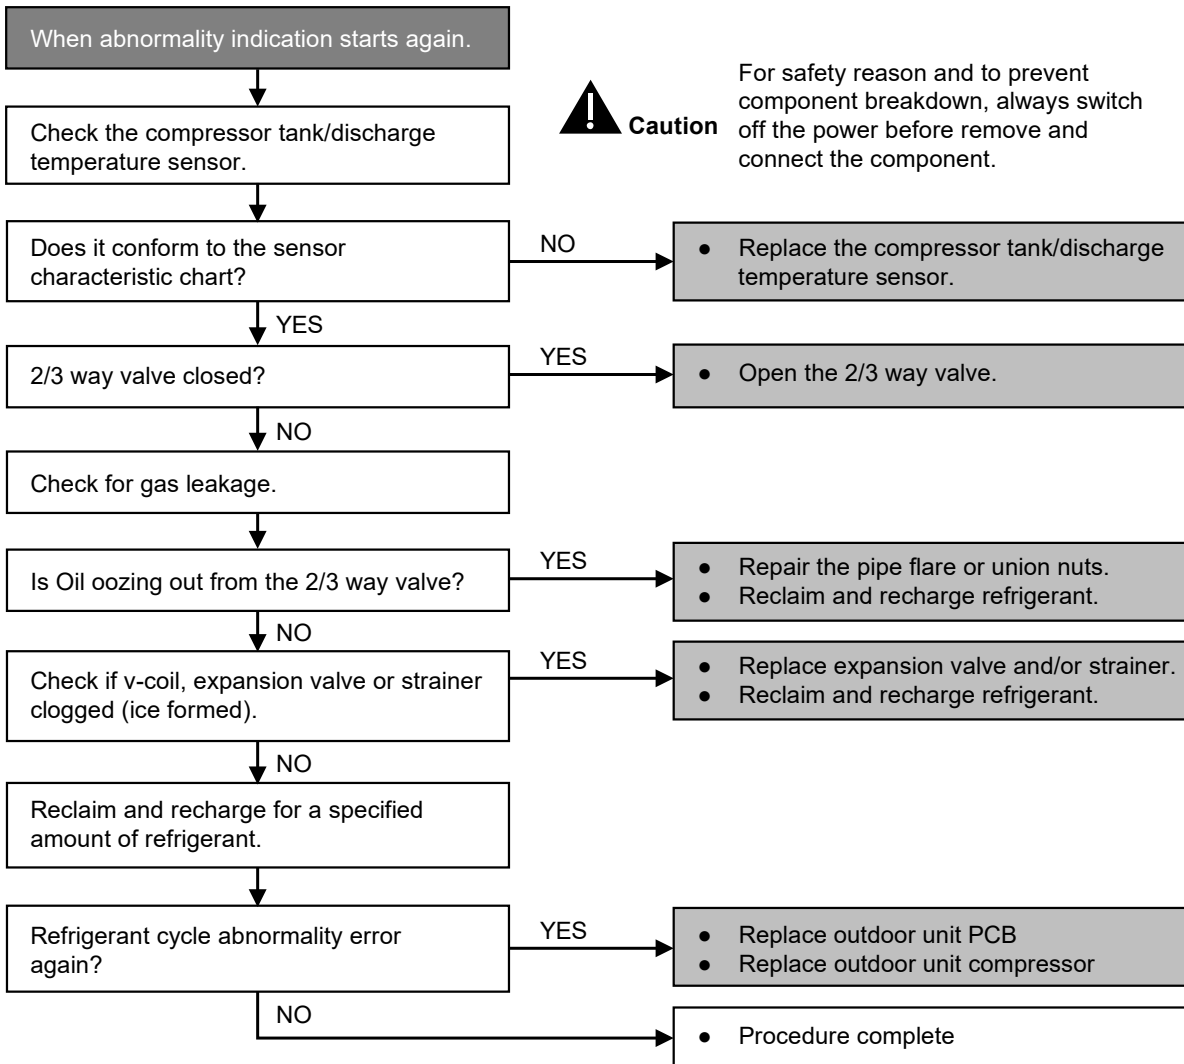 When abnormality indication starts again.
Caution
For safety reason and to prevent
component breakdown, always switch
off the power before remove and
connect the component.
Check the compressor tank/discharge
temperature sensor.
Does it conform to the sensor
characteristic chart?
NO
● Replace the compressor tank/discharge
temperature sensor.
YES
2/3 way valve closed?
YES
● Open the 2/3 way valve.
NO
Check for gas leakage.
Is Oil oozing out from the 2/3 way valve?
YES
● Repair the pipe flare or union nuts.
● Reclaim and recharge refrigerant.
NO
Check if v-coil, expansion valve or strainer
clogged (ice formed).
YES
● Replace expansion valve and/or strainer.
● Reclaim and recharge refrigerant.
NO
Reclaim and recharge for a specified
amount of refrigerant.
Refrigerant cycle abnormality error
again?
YES
● Replace outdoor unit PCB
● Replace outdoor unit compressor
NO
● Procedure complete